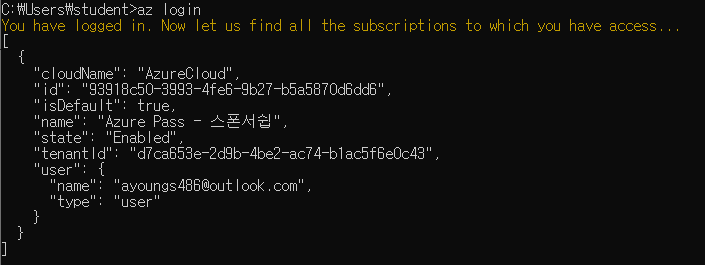 C:₩Users₩student>az login
You have logged in. Now let us find all the subscriptions to which you have access...
[
  {
    "cloudName": "AzureCloud",
    "id": "93918c50-3993-4fe6-9b27-b5a5870d6dd6",
    "isDefault": true,
    "name": "Azure Pass - 스폰서쉽",
    "state": "Enabled",
    "tenantId": "d7ca653e-2d9b-4be2-ac74-b1ac5f6e0c43",
    "user": {
      "name": "ayoungs486@outlook.com",
      "type": "user"
    }
  }
]